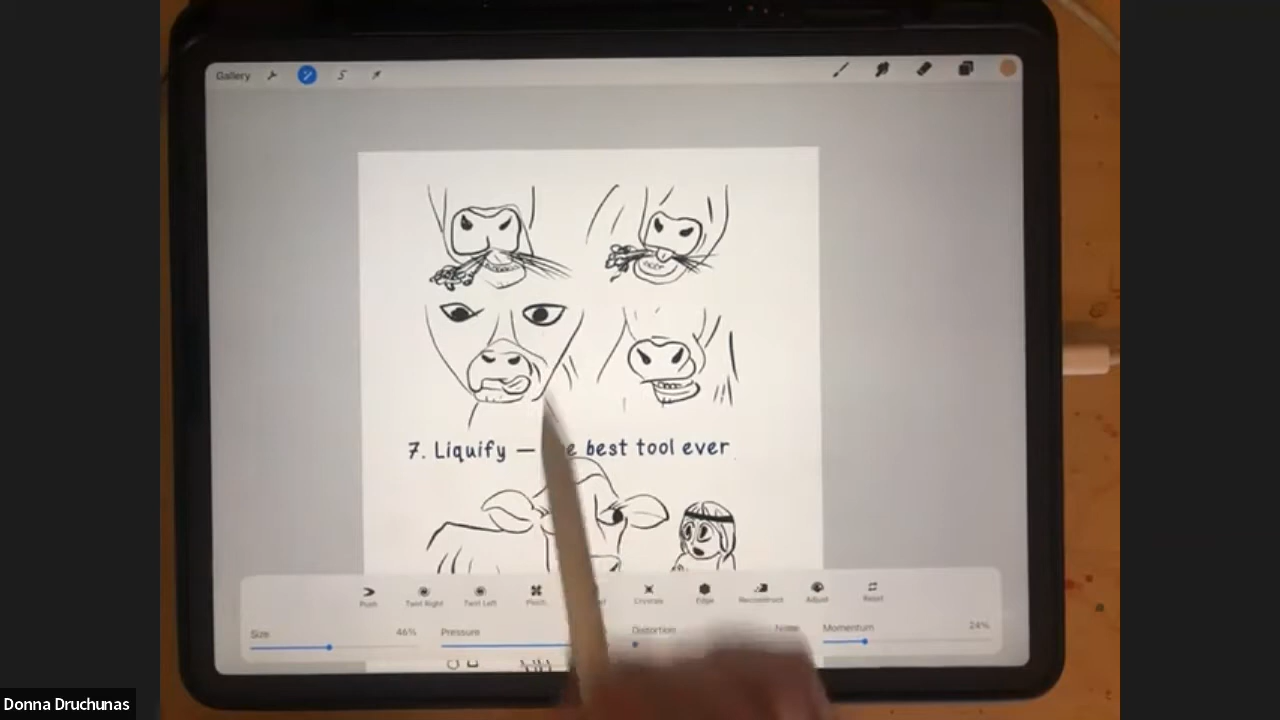 Gallery
7. Liquify — e best tool ever
Push
Twirl Right
Twirl Left
Pinch
Crystals
Edge
Reconstruct
Adjust
Reset
Size
46%
Pressure
Distortion
None
Momentum
24%
Donna Druchunas